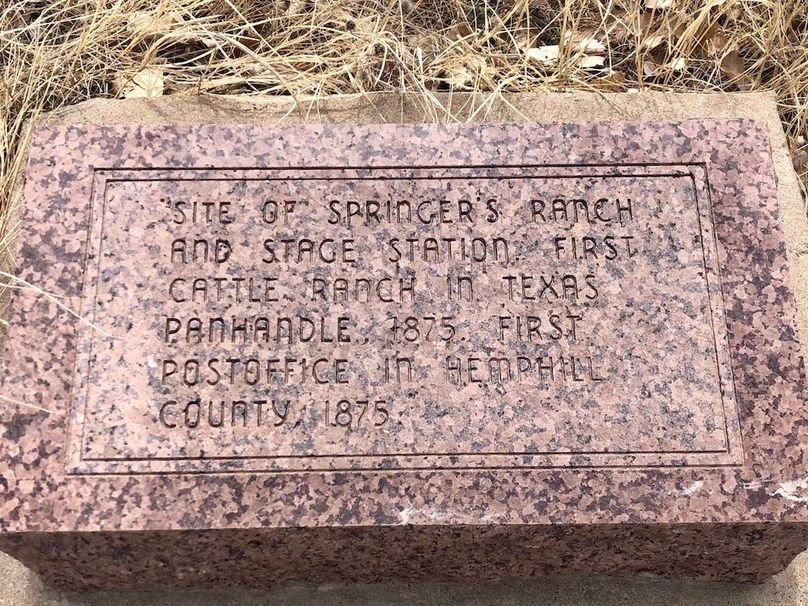 "SITE OF" SPRINGER'S RANCH
AND STAGE STATION. FIRST
CATTLE RANCH IN TEXAS
PANHANDLE, 1875. FIRST
POSTOFFICE IN HEMPHILL
COUNTY, 1875.